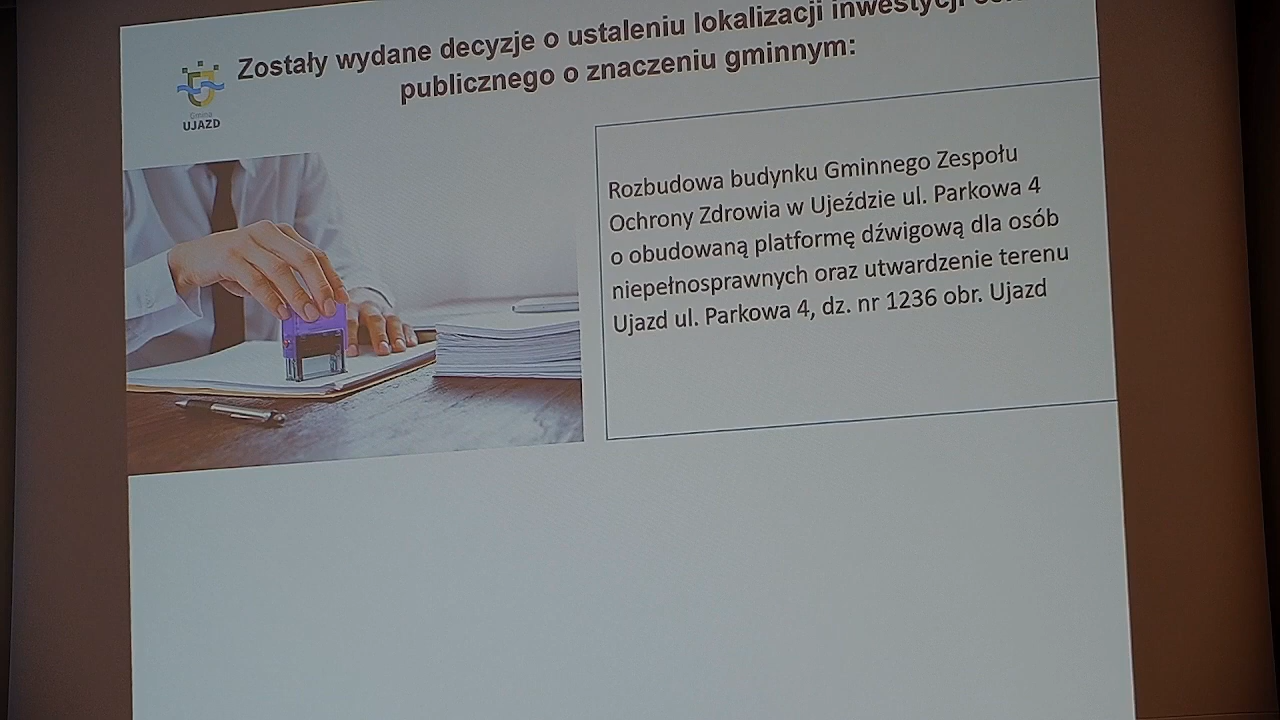 Zostały wydane decyzje o ustaleniu lokalizacji inwestycji
publicznego o znaczeniu gminnym:
Gmina
UJAZD
Rozbudowa budynku Gminnego Zespołu
Ochrony Zdrowia w Ujeździe ul. Parkowa 4
o obudowaną platformę dźwigową dla osób
niepełnosprawnych oraz utwardzenie terenu
Ujazd ul. Parkowa 4, dz. nr 1236 obr. Ujazd